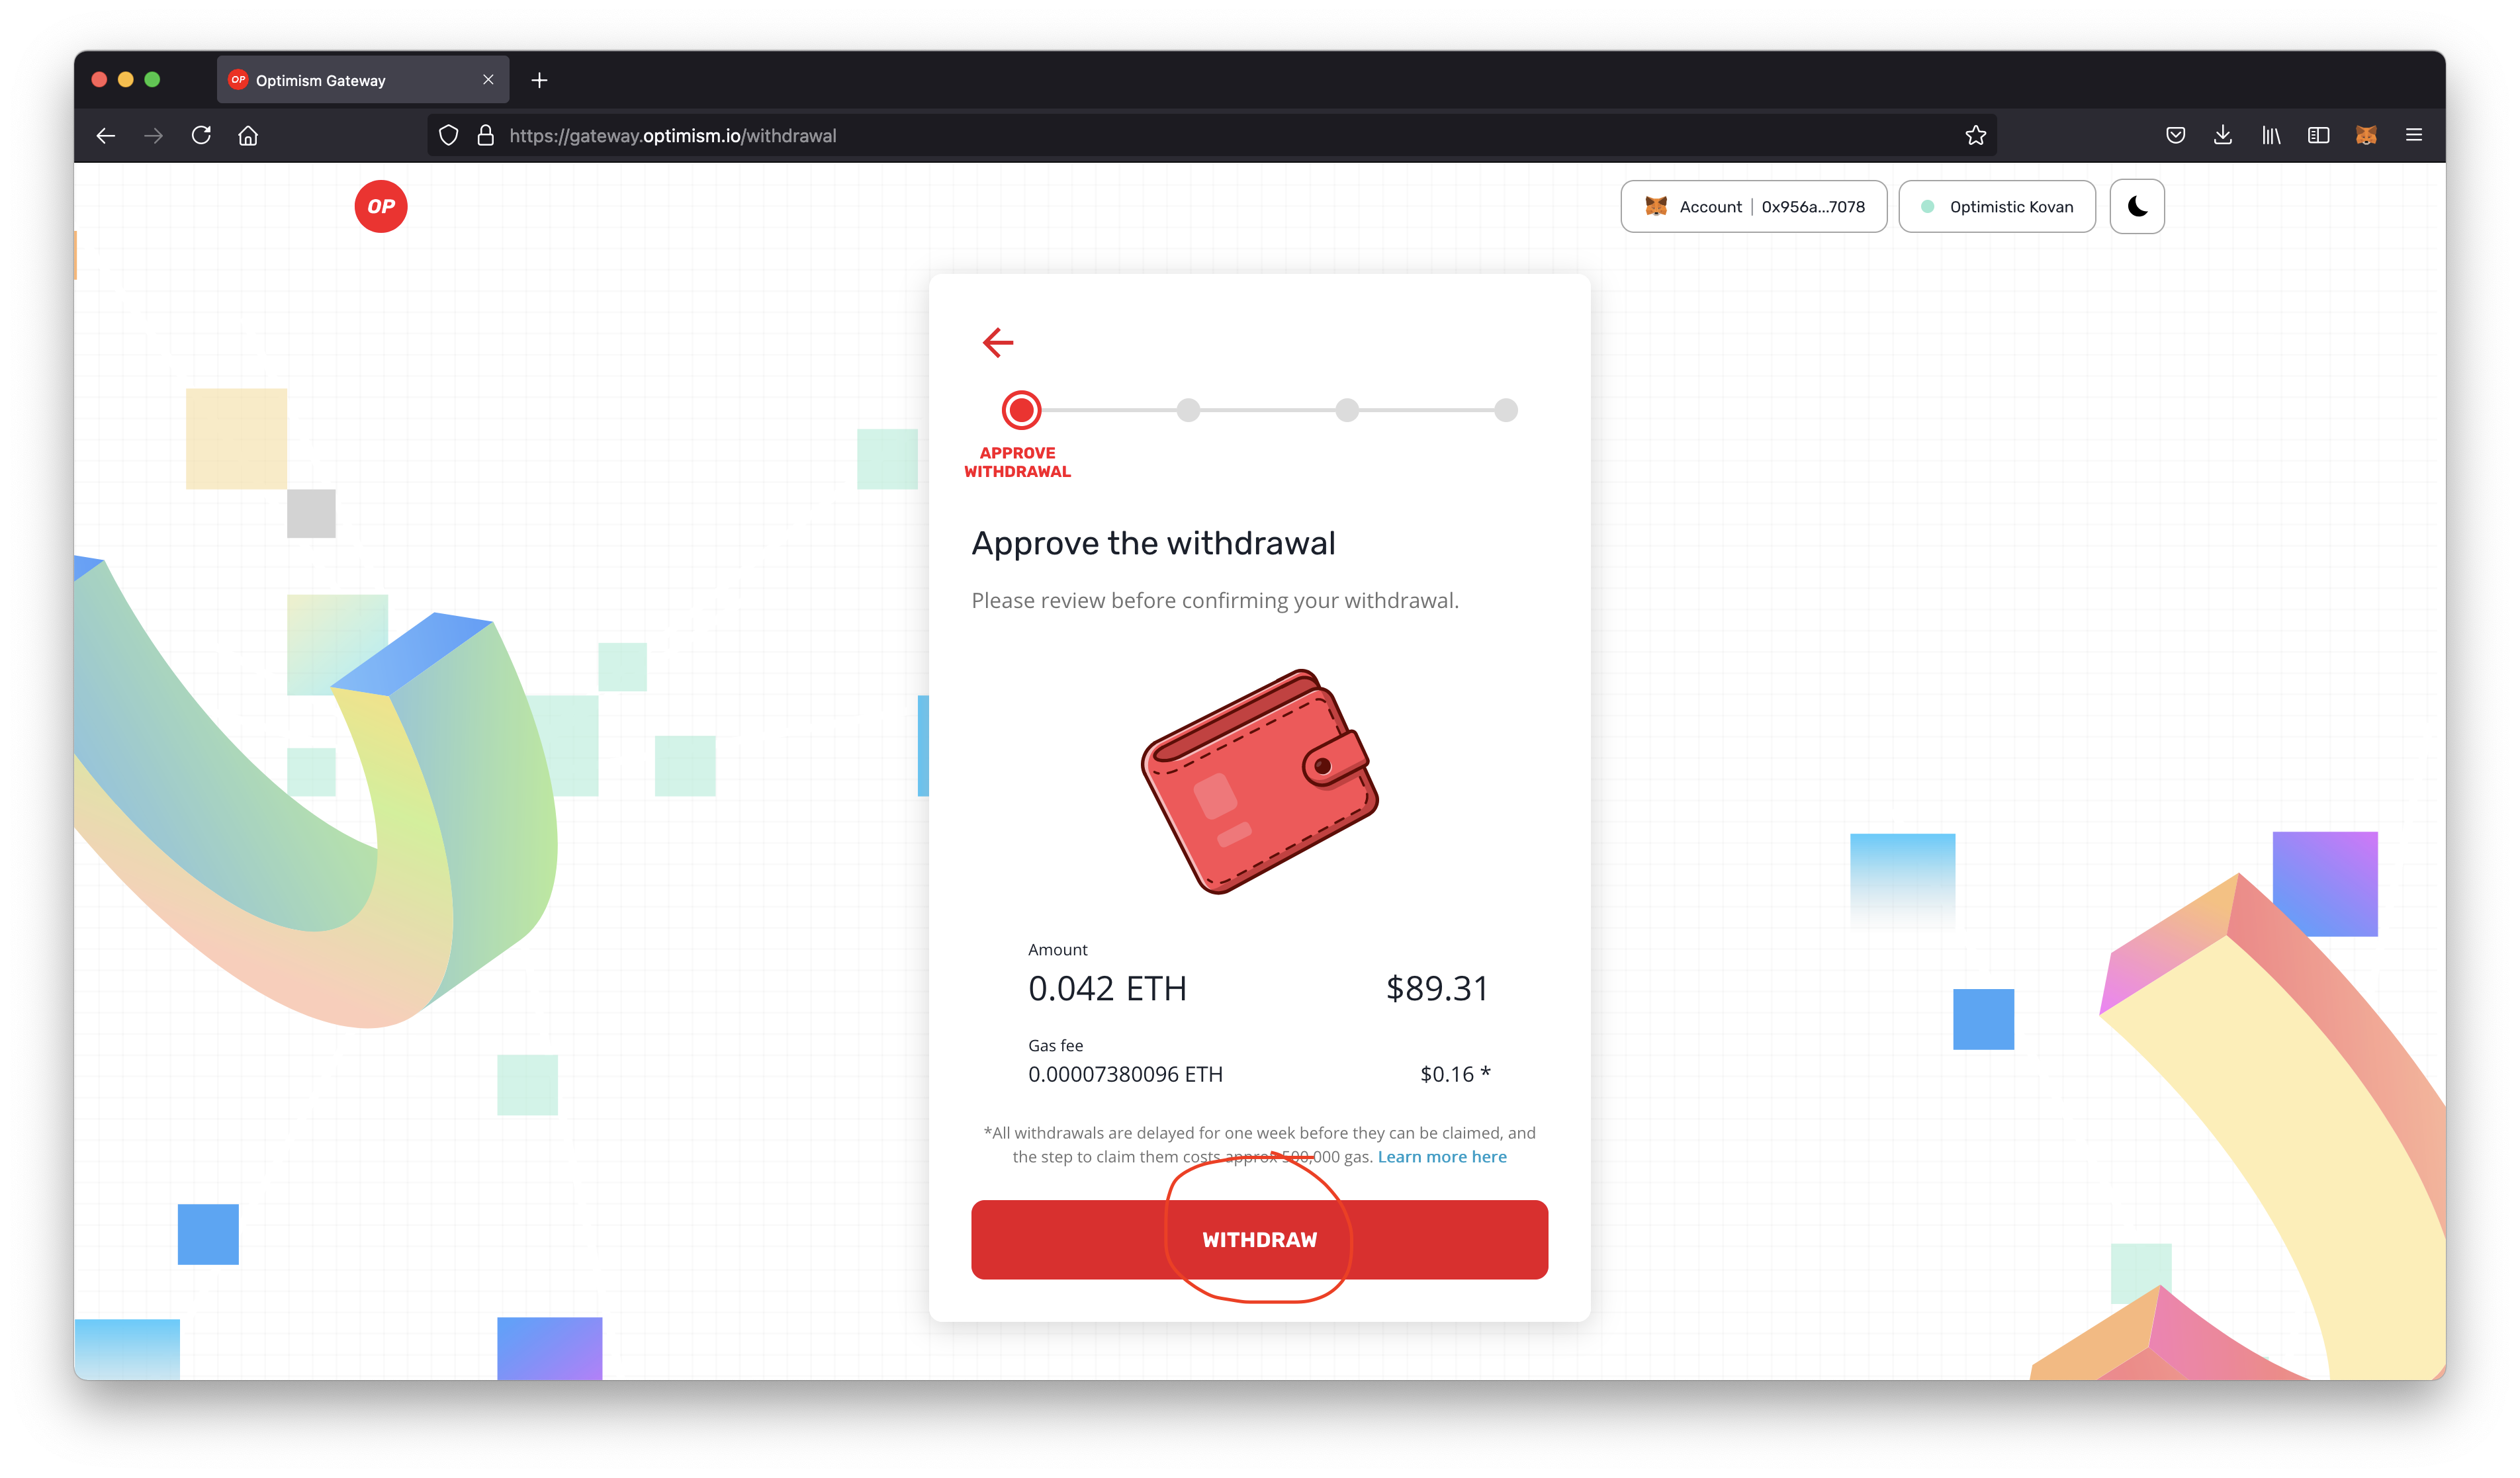 OP Optimism Gateway
https://gateway.optimism.io/withdrawal
OP
Account | 0x956a...7078
Optimistic Kovan
APPROVE
WITHDRAWAL
Approve the withdrawal
Please review before confirming your withdrawal.
Amount
0.042 ETH $89.31
Gas fee
0.00007380096 ETH $0.16 *
*All withdrawals are delayed for one week before they can be claimed, and
the step to claim them costs approx 500,000 gas. Learn more here
WITHDRAW